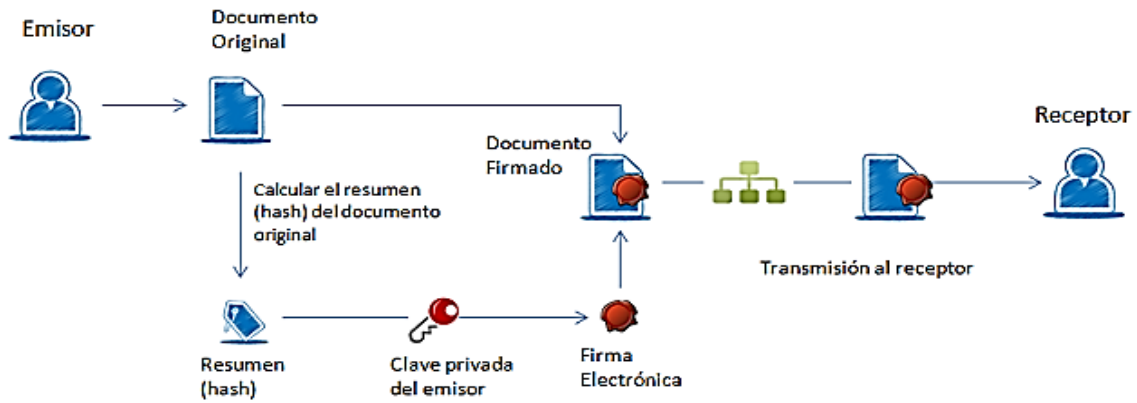 Emisor
Documento
Original
Receptor
Documento
Firmado
Calcular el resumen
(hash) del documento
original
Transmisión al receptor
Resumen
(hash)
Clave privada
del emisor
Firma
Electrónica